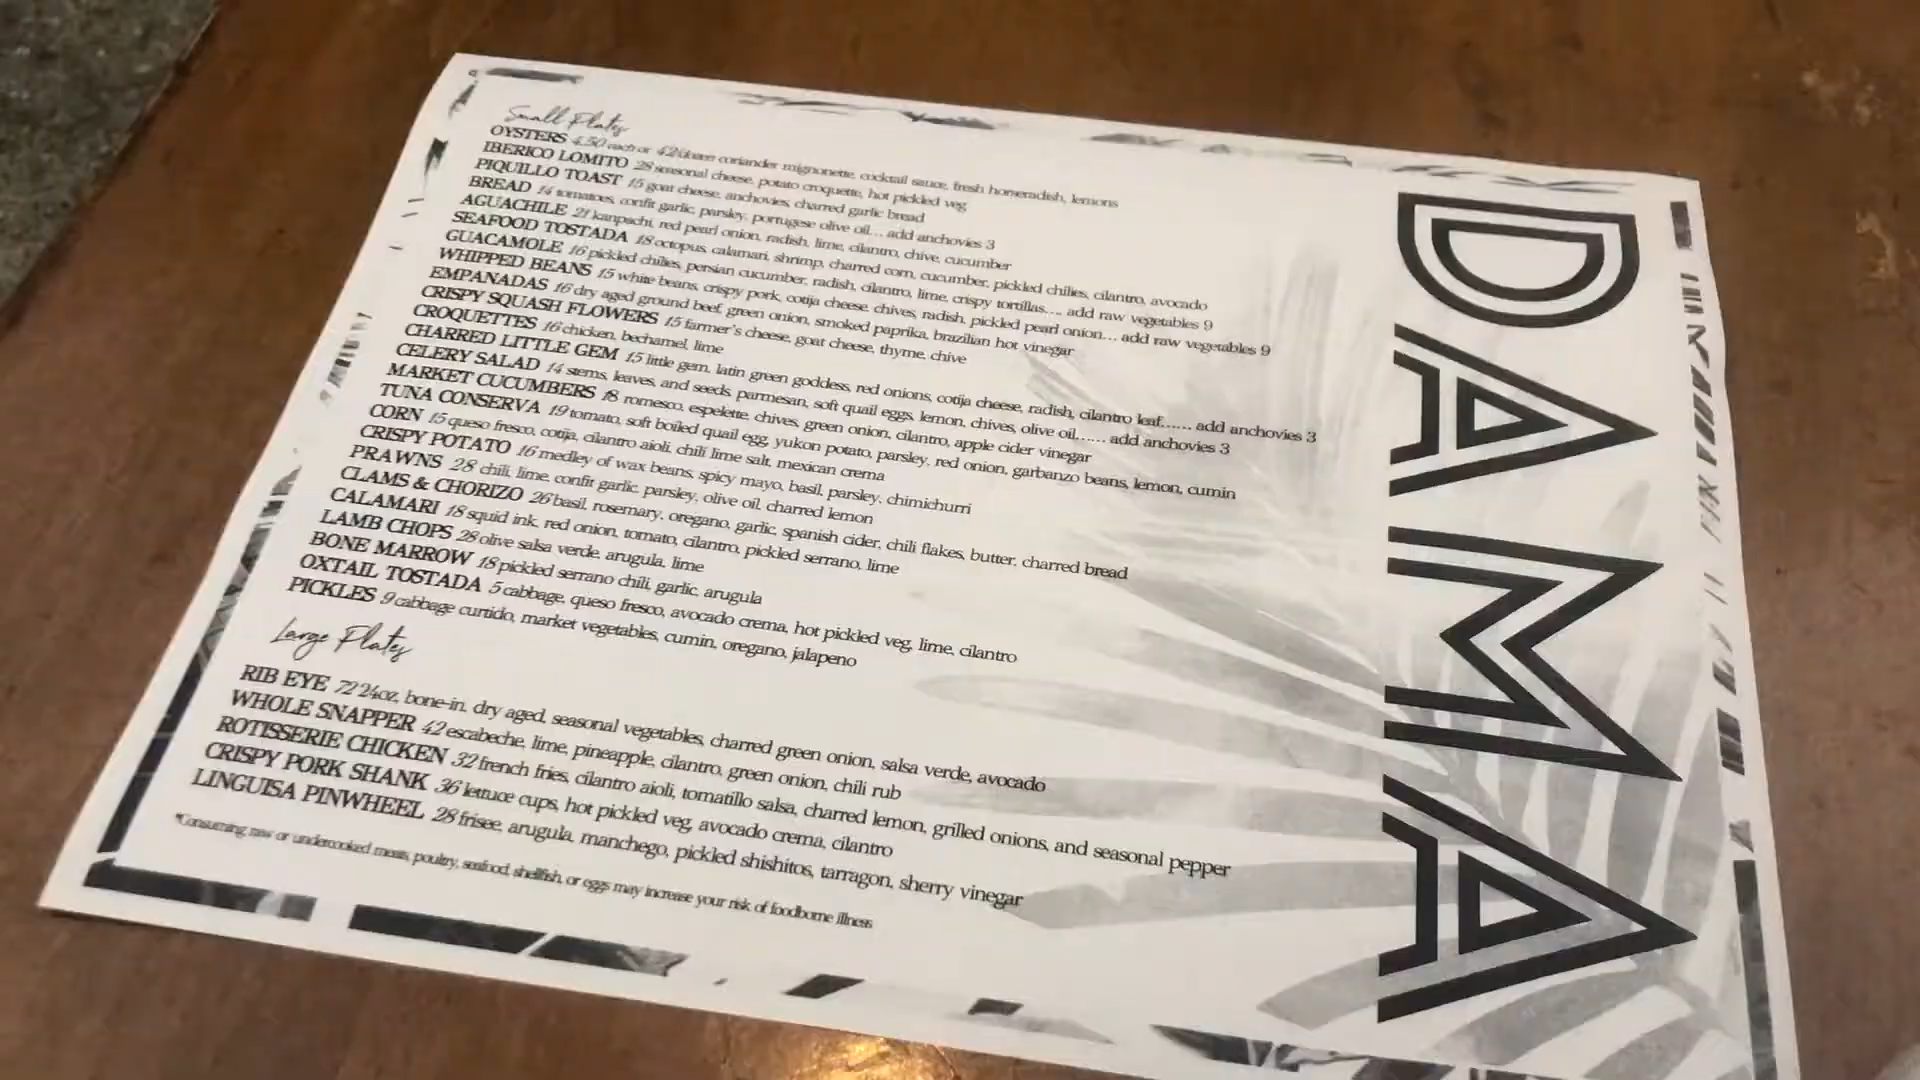 Small Plates
OYSTERS 4.50 each or 42/dozen coriander mignonette, cocktail sauce, fresh horseradish, lemons
IBERICO LOMITO 28 seasonal cheese, potato croquette, hot pickled veg
PIQUILLO TOAST 15 goat cheese, anchovies, charred garlic bread
BREAD 14 tomatoes, confit garlic, parsley, portugese olive oil... add anchovies 3
AGUACHILE 21 kanpachi, red pearl onion, radish, lime, cilantro, chive, cucumber
SEAFOOD TOSTADA 18 octopus, calamari, shrimp, charred corn, cucumber, pickled chilies, cilantro, avocado
GUACAMOLE 16 pickled chilies, persian cucumber, radish, cilantro, lime, crispy tortillas.... add raw vegetables 9
WHIPPED BEANS 15 white beans, crispy pork, cotija cheese, chives, radish, pickled pearl onion... add raw vegetables 9
EMPANADAS 16 dry aged ground beef, green onion, smoked paprika, brazilian hot vinegar
CRISPY SQUASH FLOWERS 15 farmer's cheese, goat cheese, thyme, chive
CROQUETTES 16 chicken, bechamel, lime
CHARRED LITTLE GEM 15 little gem, latin green goddess, red onions, cotija cheese, radish, cilantro leaf...... add anchovies 3
CELERY SALAD 14 stems, leaves, and seeds, parmesan, soft quail eggs, lemon, chives, olive oil...... add anchovies 3
MARKET CUCUMBERS 18 romesco, espelette, chives, green onion, cilantro, apple cider vinegar
TUNA CONSERVA 19 tomato, soft boiled quail egg, yukon potato, parsley, red onion, garbanzo beans, lemon, cumin
CORN 15 queso fresco, cotija, cilantro aioli, chili lime salt, mexican crema
CRISPY POTATO 16 medley of wax beans, spicy mayo, basil, parsley, chimichurri
PRAWNS 28 chili, lime, confit garlic, parsley, olive oil, charred lemon
CLAMS & CHORIZO 26 basil, rosemary, oregano, garlic, spanish cider, chili flakes, butter, charred bread
CALAMARI 18 squid ink, red onion, tomato, cilantro, pickled serrano, lime
LAMB CHOPS 28 olive salsa verde, arugula, lime
BONE MARROW 18 pickled serrano chili, garlic, arugula
OXTAIL TOSTADA 5 cabbage, queso fresco, avocado crema, hot pickled veg, lime, cilantro
PICKLES 9 cabbage curtido, market vegetables, cumin, oregano, jalapeno
Large Plates
RIB EYE 72 24oz, bone-in, dry aged, seasonal vegetables, charred green onion, salsa verde, avocado
WHOLE SNAPPER 42 escabeche, lime, pineapple, cilantro, green onion, chili rub
ROTISSERIE CHICKEN 32 french fries, cilantro aioli, tomatillo salsa, charred lemon, grilled onions, and seasonal pepper
CRISPY PORK SHANK 36 lettuce cups, hot pickled veg, avocado crema, cilantro
LINGUISA PINWHEEL 28 frisee, arugula, manchego, pickled shishitos, tarragon, sherry vinegar
*Consuming raw or undercooked meats, poultry, seafood, shellfish, or eggs may increase your risk of foodborne illness
DAMA